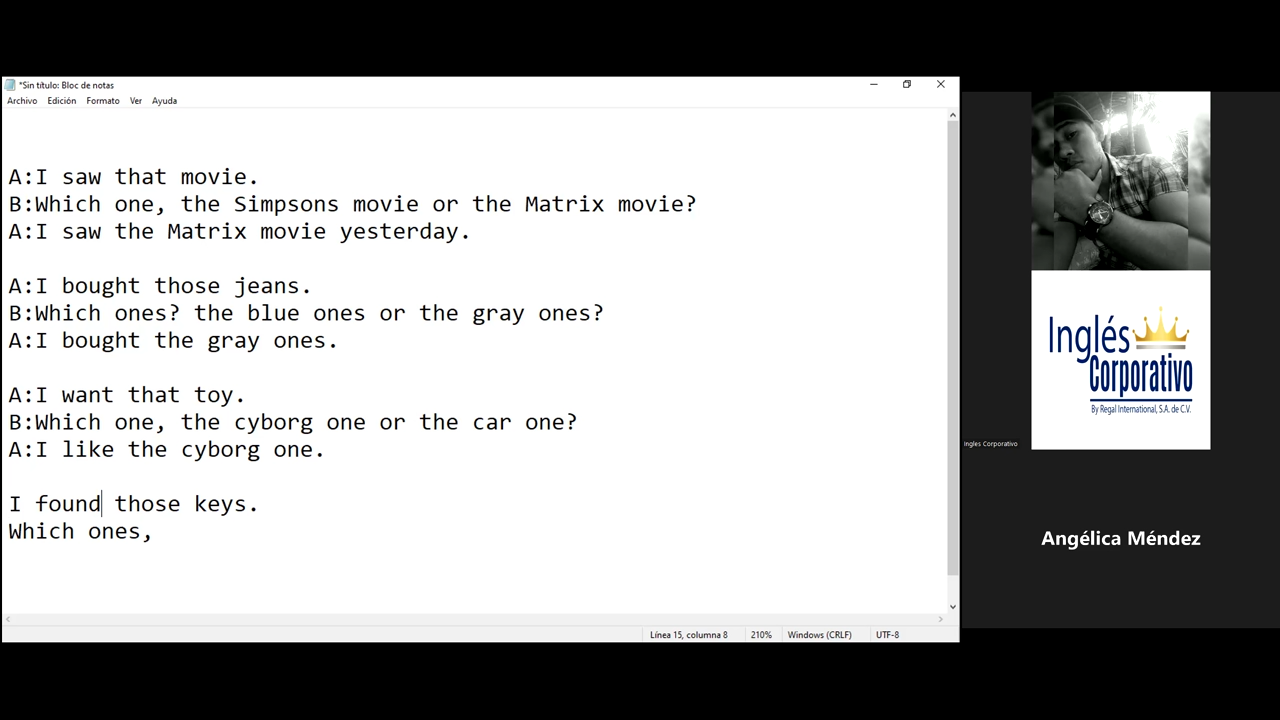 *Sin título: Bloc de notas
Archivo Edición Formato Ver Ayuda
A:I saw that movie.
B:Which one, the Simpsons movie or the Matrix movie?
A:I saw the Matrix movie yesterday.
A:I bought those jeans.
B:Which ones? the blue ones or the gray ones?
A:I bought the gray ones.
A:I want that toy.
B:Which one, the cyborg one or the car one?
A:I like the cyborg one.
I found those keys.
Which ones,
Línea 15, columna 8 210% Windows (CRLF) UTF-8
Inglés
Corporativo
By Regal International, S.A. de C.V.
Ingles Corporativo
Angélica Méndez